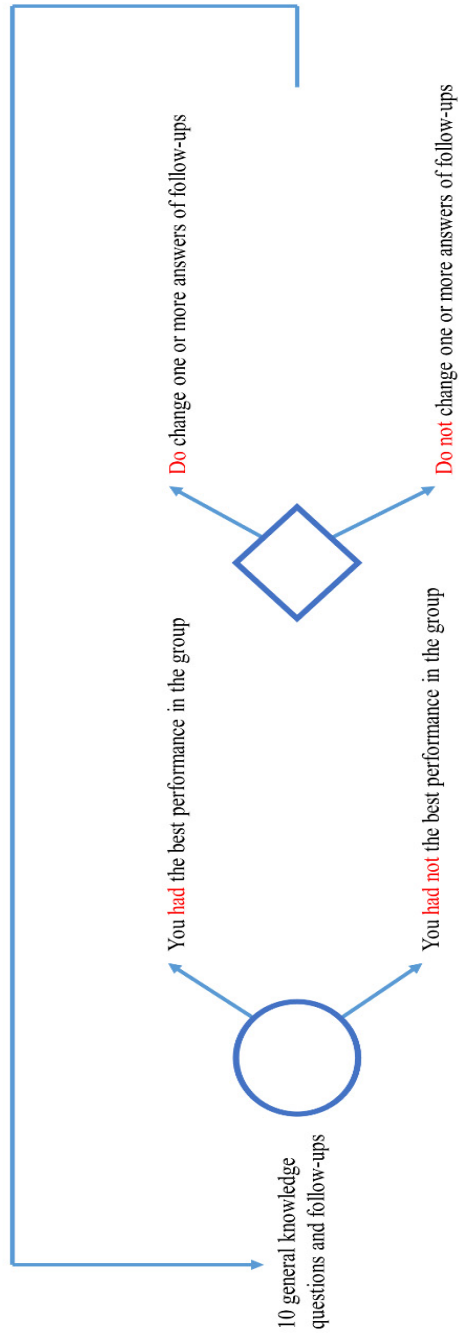 10 general knowledge
questions and follow-ups
You had the best performance in the group
You had not the best performance in the group
Do change one or more answers of follow-ups
Do not change one or more answers of follow-ups